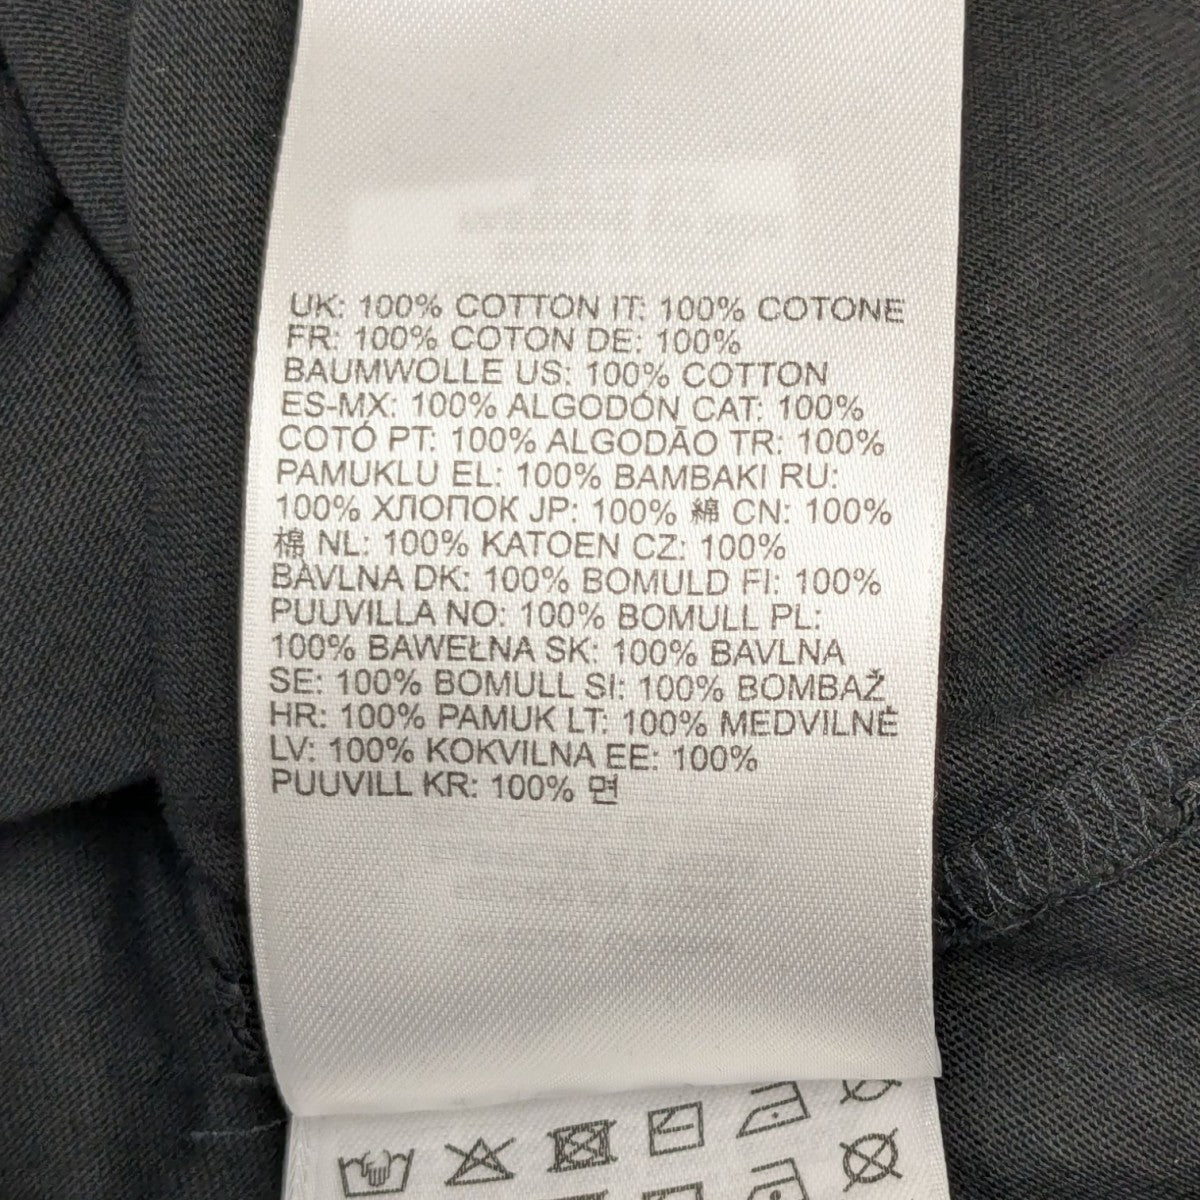 UK: 100% COTTON IT: 100% COTONE
FR: 100% COTON DE: 100%
BAUMWOLLE US: 100% COTTON
ES-MX: 100% ALGODÓN CAT: 100%
COTÓ PT: 100% ALGODÃO TR: 100%
PAMUKLU EL: 100% BAMBAKI RU:
100% ХЛОПОК JP: 100% 綿 CN: 100%
棉 NL: 100% KATOEN CZ: 100%
BAVLNA DK: 100% BOMULD FI: 100%
PUUVILLA NO: 100% BOMULL PL:
100% BAWEŁNA SK: 100% BAVLNA
SE: 100% BOMULL SI: 100% BOMBAŽ
HR: 100% PAMUK LT: 100% MEDVILNĖ
LV: 100% KOKVILNA EE: 100%
PUUVILL KR: 100% 면